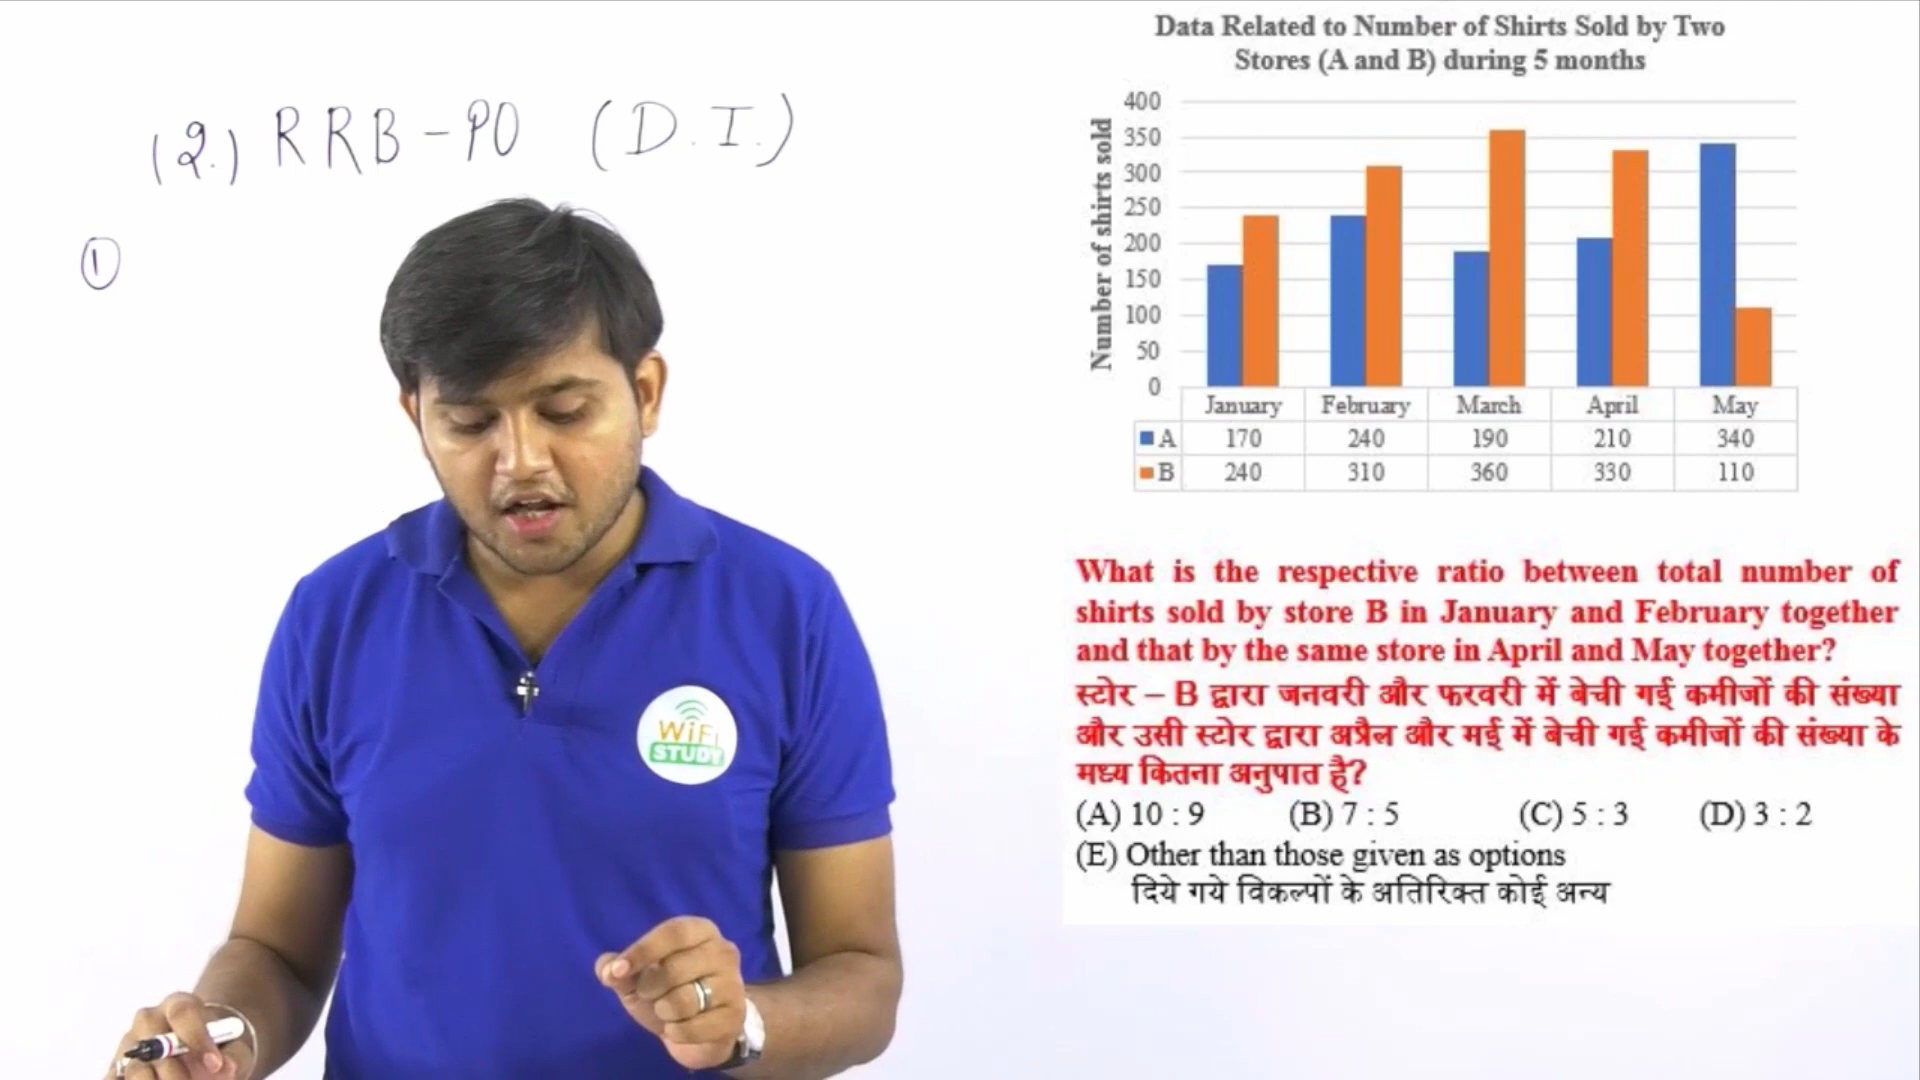 (2.) RRB-PO (D.I.)
1
WiFi
STUDY
Data Related to Number of Shirts Sold by Two
Stores (A and B) during 5 months
Number of shirts sold
400
350
300
250
200
150
100
50
0
January February March April May
A 170 240 190 210 340
B 240 310 360 330 110
What is the respective ratio between total number of
shirts sold by store B in January and February together
and that by the same store in April and May together?
स्टोर – B द्वारा जनवरी और फरवरी में बेची गई कमीजों की संख्या
और उसी स्टोर द्वारा अप्रैल और मई में बेची गई कमीजों की संख्या के
मध्य कितना अनुपात है?
(A) 10 : 9 (B) 7 : 5 (C) 5 : 3 (D) 3 : 2
(E) Other than those given as options
दिये गये विकल्पों के अतिरिक्त कोई अन्य